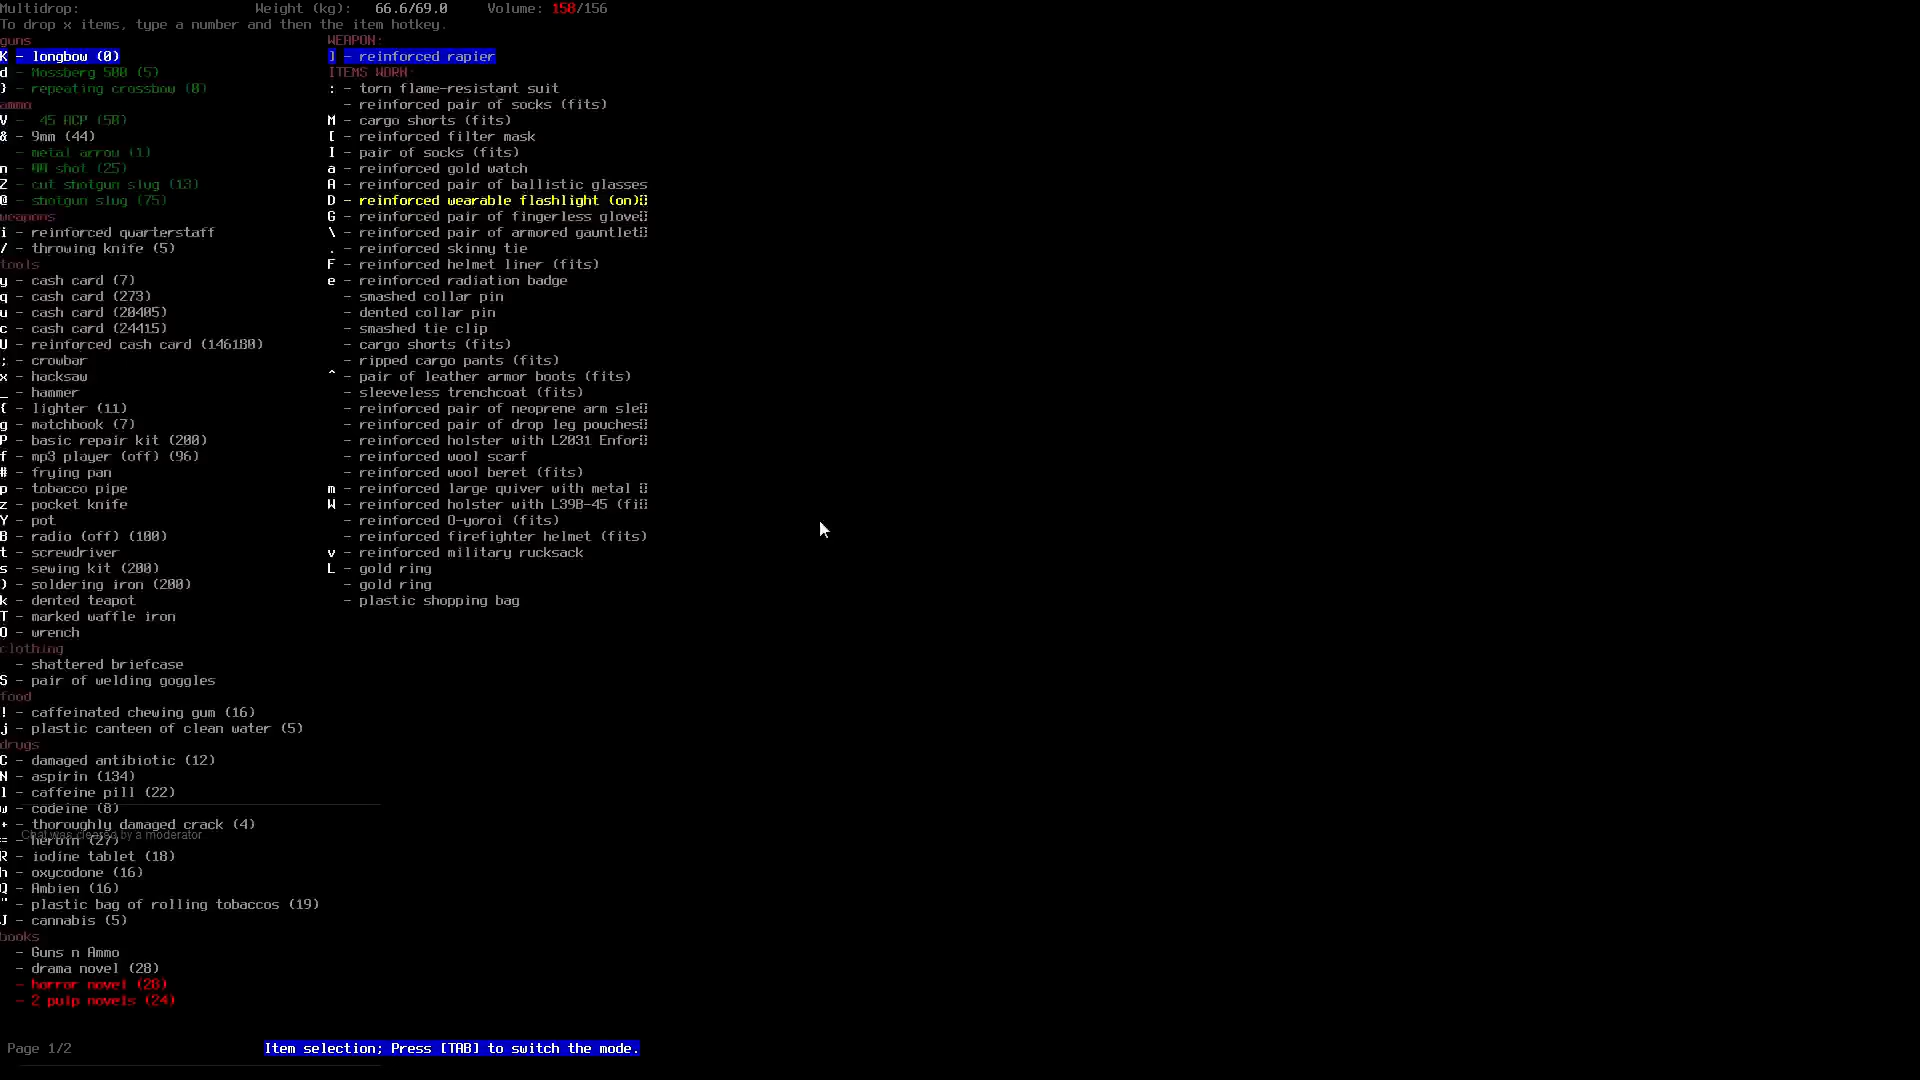 Multidrop: Weight (kg): 66.6/69.0 Volume: 158/156
To drop x items, type a number and then the item hotkey.
guns
K - longbow (0)
d - Mossberg 500 (5)
} - repeating crossbow (0)
ammo
V - .45 ACP (50)
& - 9mm (44)
- metal arrow (1)
n - 00 shot (25)
Z - cut shotgun slug (13)
@ - shotgun slug (75)
weapons
i - reinforced quarterstaff
/ - throwing knife (5)
tools
y - cash card (7)
q - cash card (273)
u - cash card (20405)
c - cash card (24415)
U - reinforced cash card (146180)
; - crowbar
x - hacksaw
_ - hammer
{ - lighter (11)
g - matchbook (7)
P - basic repair kit (200)
f - mp3 player (off) (96)
# - frying pan
p - tobacco pipe
z - pocket knife
Y - pot
B - radio (off) (100)
t - screwdriver
s - sewing kit (200)
) - soldering iron (200)
k - dented teapot
T - marked waffle iron
O - wrench
clothing
- shattered briefcase
S - pair of welding goggles
food
! - caffeinated chewing gum (16)
j - plastic canteen of clean water (5)
drugs
C - damaged antibiotic (12)
N - aspirin (134)
l - caffeine pill (22)
w - codeine (8)
+ - thoroughly damaged crack (4)
Chat was cleared by a moderator
= - heroin (27)
R - iodine tablet (18)
h - oxycodone (16)
Q - Ambien (16)
" - plastic bag of rolling tobaccos (19)
J - cannabis (5)
books
- Guns n Ammo
- drama novel (28)
- horror novel (28)
- 2 pulp novels (24)
WEAPON:
] - reinforced rapier
ITEMS WORN:
: - torn flame-resistant suit
- reinforced pair of socks (fits)
M - cargo shorts (fits)
[ - reinforced filter mask
I - pair of socks (fits)
a - reinforced gold watch
A - reinforced pair of ballistic glasses
D - reinforced wearable flashlight (on)
G - reinforced pair of fingerless glove
\ - reinforced pair of armored gauntlet
. - reinforced skinny tie
F - reinforced helmet liner (fits)
e - reinforced radiation badge
- smashed collar pin
- dented collar pin
- smashed tie clip
- cargo shorts (fits)
- ripped cargo pants (fits)
^ - pair of leather armor boots (fits)
- sleeveless trenchcoat (fits)
- reinforced pair of neoprene arm sle
- reinforced pair of drop leg pouches
- reinforced holster with L2031 Enfor
- reinforced wool scarf
- reinforced wool beret (fits)
m - reinforced large quiver with metal
W - reinforced holster with L39B-45 (fi
- reinforced O-yoroi (fits)
- reinforced firefighter helmet (fits)
v - reinforced military rucksack
L - gold ring
- gold ring
- plastic shopping bag
Page 1/2 Item selection; Press [TAB] to switch the mode.